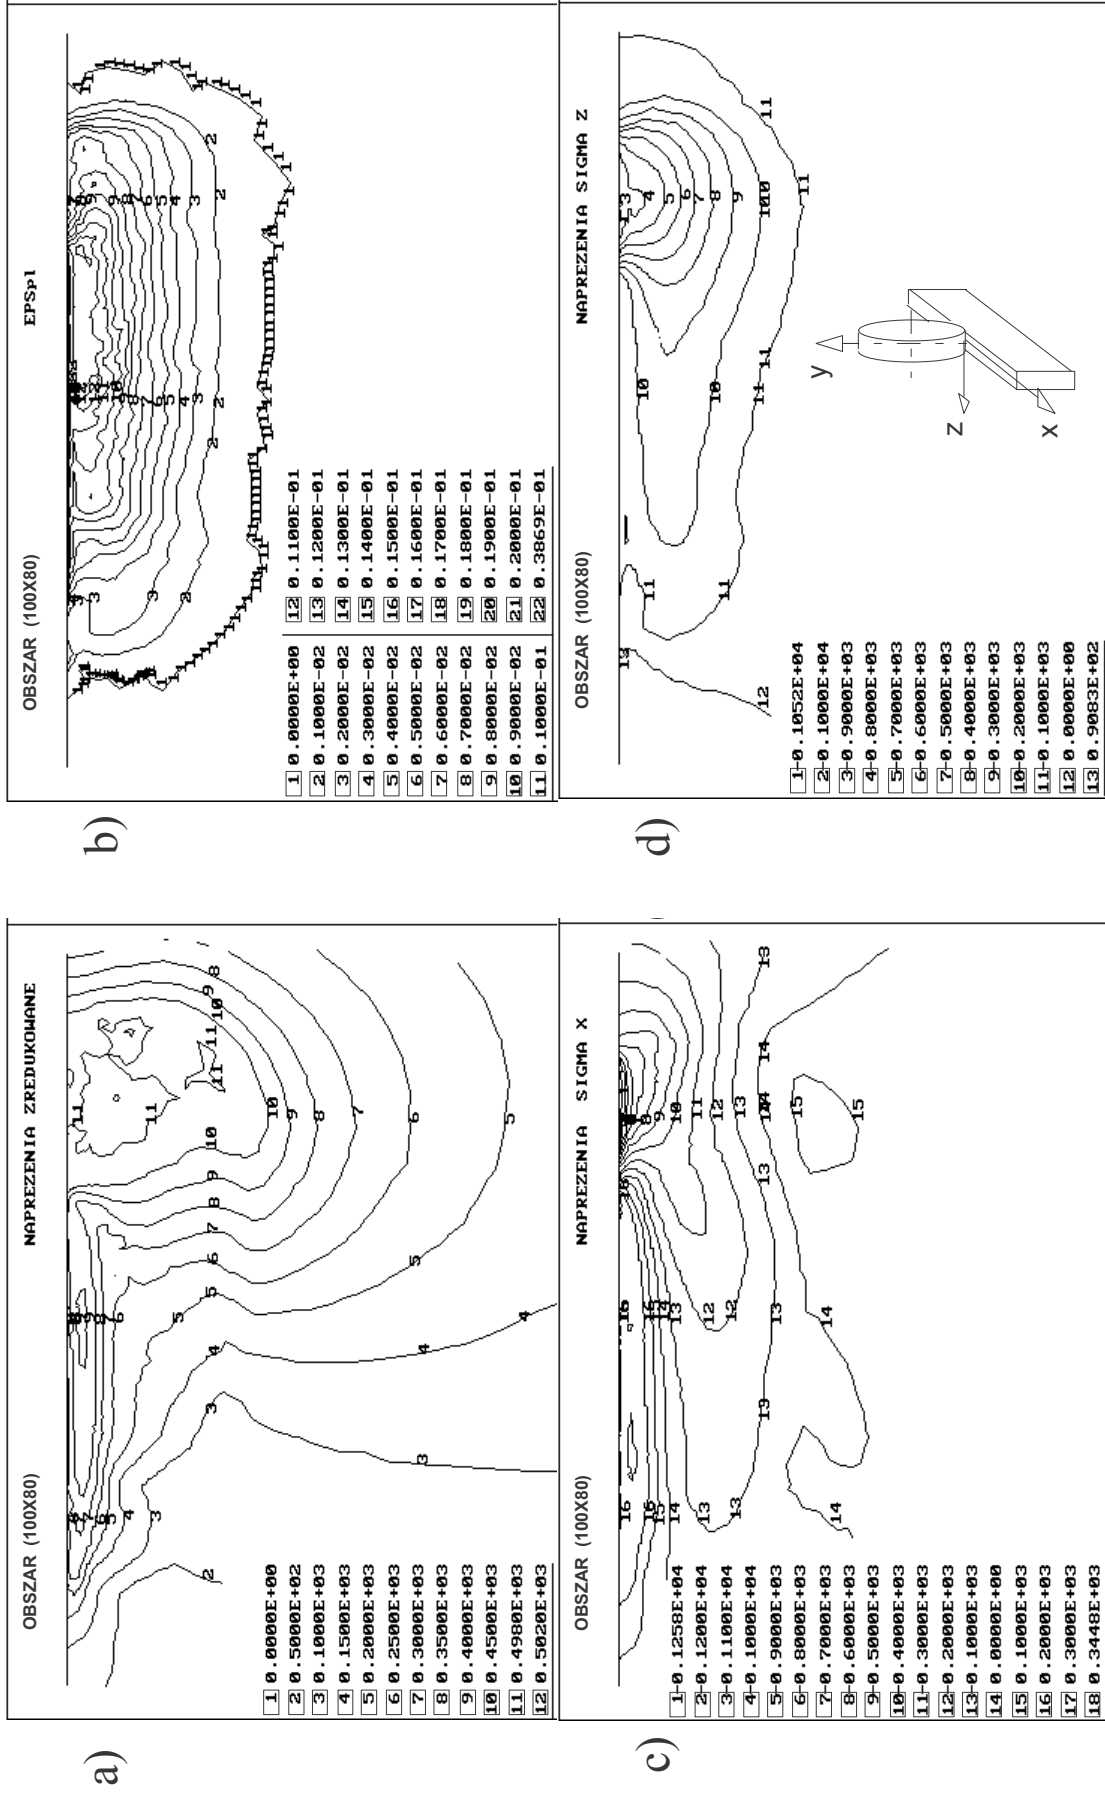 a)
OBSZAR (100X80) NAPREZENIA ZREDUKOWANE
1 0.0000E+00
2 0.5000E+02
3 0.1000E+03
4 0.1500E+03
5 0.2000E+03
6 0.2500E+03
7 0.3000E+03
8 0.3500E+03
9 0.4000E+03
10 0.4500E+03
11 0.4980E+03
12 0.5020E+03
b)
OBSZAR (100X80) EPSpl
1 0.0000E+00
2 0.1000E-02
3 0.2000E-02
4 0.3000E-02
5 0.4000E-02
6 0.5000E-02
7 0.6000E-02
8 0.7000E-02
9 0.8000E-02
10 0.9000E-02
11 0.1000E-01
12 0.1100E-01
13 0.1200E-01
14 0.1300E-01
15 0.1400E-01
16 0.1500E-01
17 0.1600E-01
18 0.1700E-01
19 0.1800E-01
20 0.1900E-01
21 0.2000E-01
22 0.3869E-01
c)
OBSZAR (100X80) NAPREZENIA SIGMA X
1-0.1258E+04
2-0.1200E+04
3-0.1100E+04
4-0.1000E+04
5-0.9000E+03
6-0.8000E+03
7-0.7000E+03
8-0.6000E+03
9-0.5000E+03
10-0.4000E+03
11-0.3000E+03
12-0.2000E+03
13-0.1000E+03
14 0.0000E+00
15 0.1000E+03
16 0.2000E+03
17 0.3000E+03
18 0.3448E+03
d)
OBSZAR (100X80) NAPREZENIA SIGMA Z
1-0.1052E+04
2-0.1000E+04
3-0.9000E+03
4-0.8000E+03
5-0.7000E+03
6-0.6000E+03
7-0.5000E+03
8-0.4000E+03
9-0.3000E+03
10-0.2000E+03
11-0.1000E+03
12 0.0000E+00
13 0.9083E+02
y
z
x